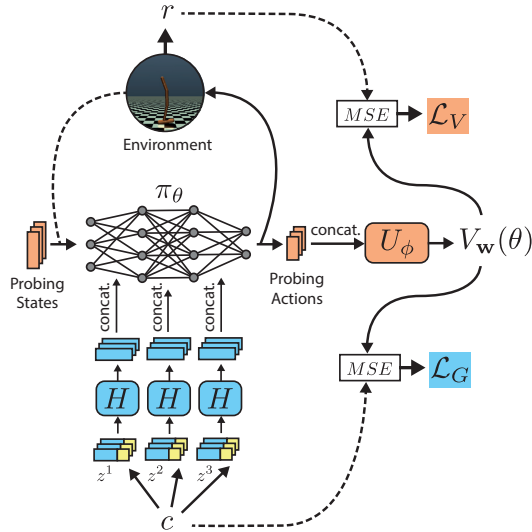 r
MSE
𝓛_V
Environment
π_θ
concat.
U_ϕ
V_w(θ)
Probing
States
Probing
Actions
concat.
concat.
concat.
MSE
𝓛_G
H
H
H
z^1
z^2
z^3
c